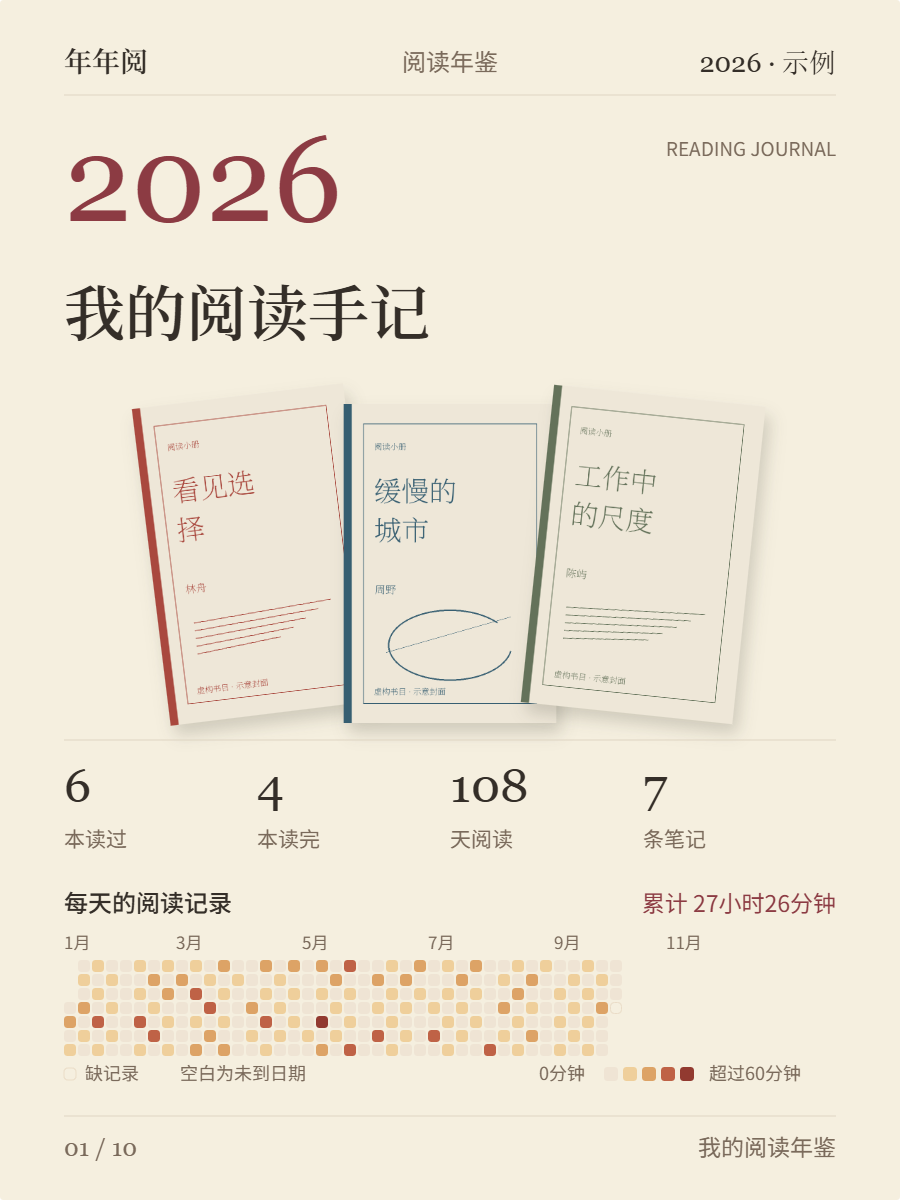 年年阅
阅读年鉴
2026 · 示例
2026
READING JOURNAL
我的阅读手记
阅读小册
看见选
择
林舟
虚构书目 · 示意封面
阅读小册
缓慢的
城市
周野
虚构书目 · 示意封面
阅读小册
工作中
的尺度
陈屿
虚构书目 · 示意封面
6
本读过
4
本读完
108
天阅读
7
条笔记
每天的阅读记录
累计 27小时26分钟
1月 3月 5月 7月 9月 11月
缺记录 空白为未到日期 0分钟 超过60分钟
01 / 10
我的阅读年鉴